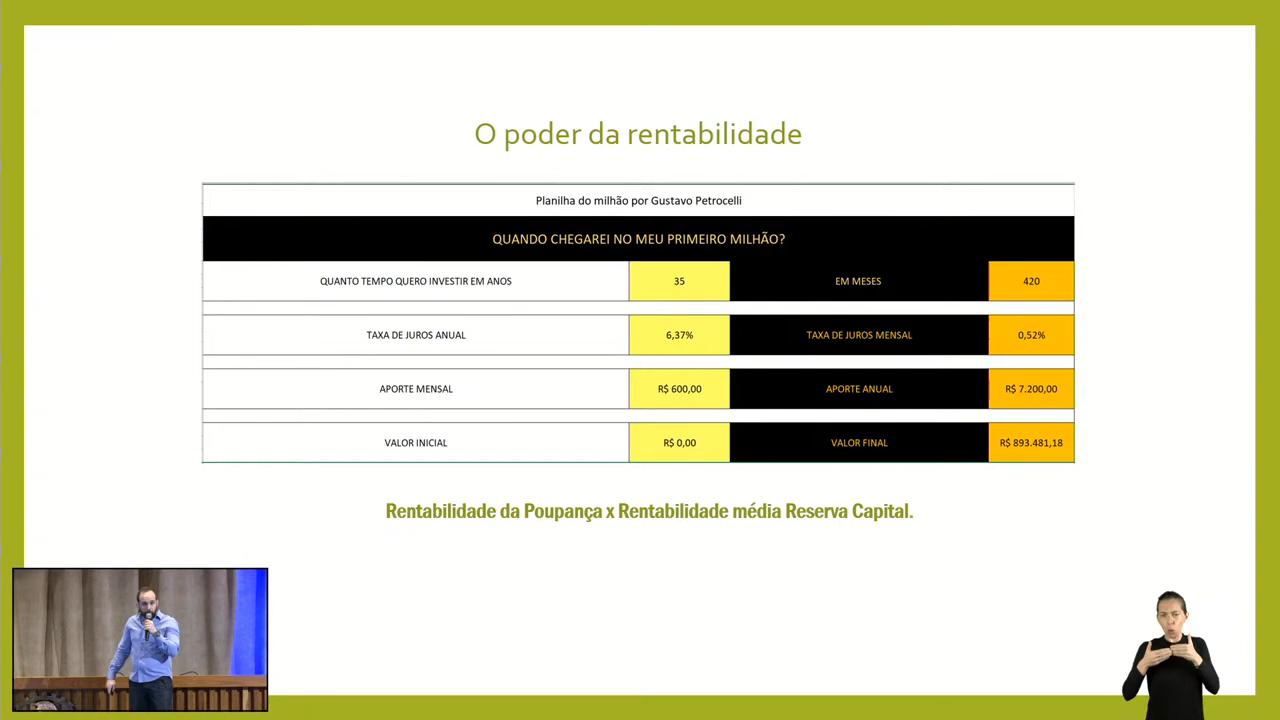 O poder da rentabilidade
Planilha do milhão por Gustavo Petrocelli
QUANDO CHEGAREI NO MEU PRIMEIRO MILHÃO?
QUANTO TEMPO QUERO INVESTIR EM ANOS 35 EM MESES 420
TAXA DE JUROS ANUAL 6,37% TAXA DE JUROS MENSAL 0,52%
APORTE MENSAL R$ 600,00 APORTE ANUAL R$ 7.200,00
VALOR INICIAL R$ 0,00 VALOR FINAL R$ 893.481,18
Rentabilidade da Poupança x Rentabilidade média Reserva Capital.